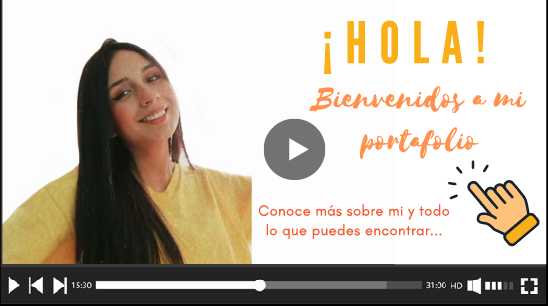 ¡HOLA!
Bienvenidos a mi
portafolio
Conoce más sobre mi y todo
lo que puedes encontrar...
15:30 31:00 HD